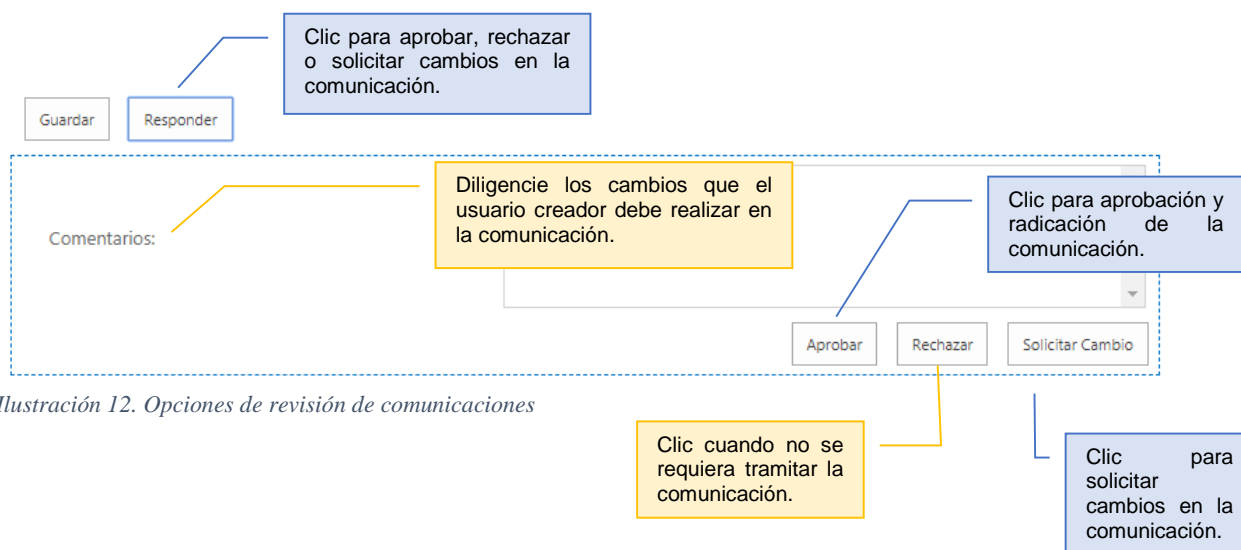 Clic para aprobar, rechazar
o solicitar cambios en la
comunicación.
Guardar
Responder
Diligencie los cambios que el
usuario creador debe realizar en
la comunicación.
Clic para aprobación y
radicación de la
comunicación.
Comentarios:
Aprobar
Rechazar
Solicitar Cambio
Ilustración 12. Opciones de revisión de comunicaciones
Clic cuando no se
requiera tramitar la
comunicación.
Clic para
solicitar
cambios en la
comunicación.